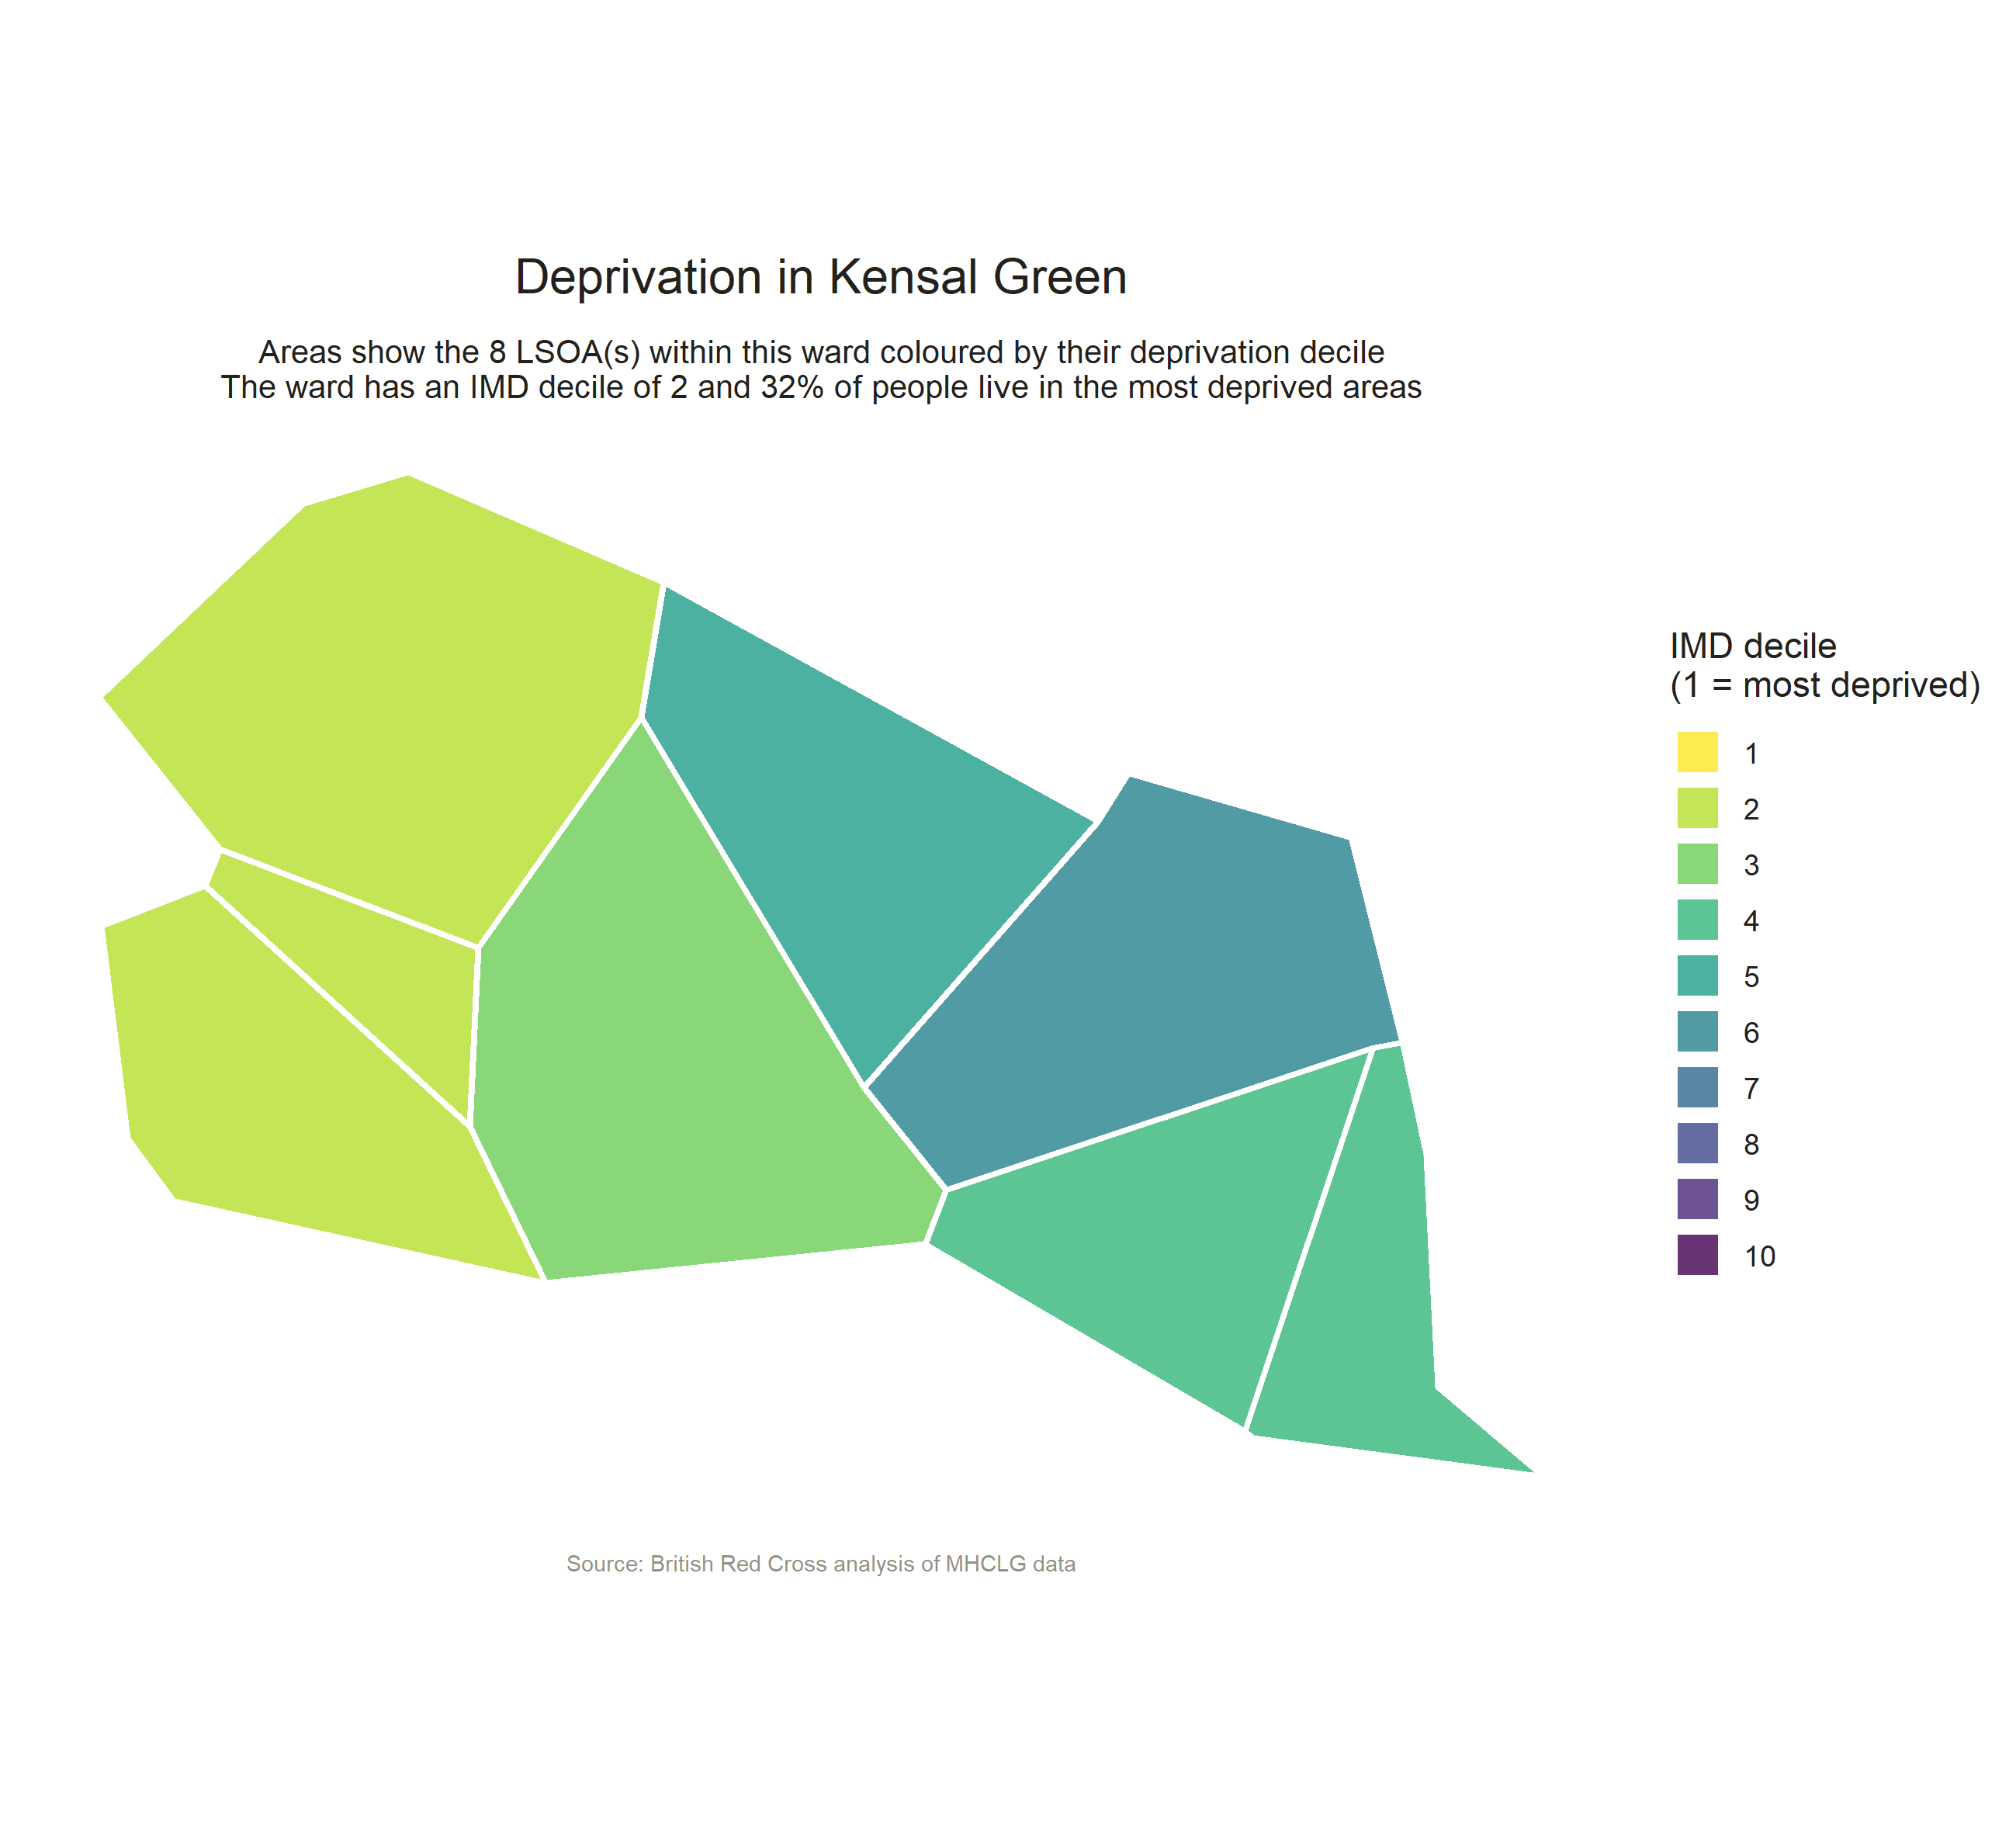 Deprivation in Kensal Green
Areas show the 8 LSOA(s) within this ward coloured by their deprivation decile
The ward has an IMD decile of 2 and 32% of people live in the most deprived areas
IMD decile
(1 = most deprived)
1
2
3
4
5
6
7
8
9
10
Source: British Red Cross analysis of MHCLG data